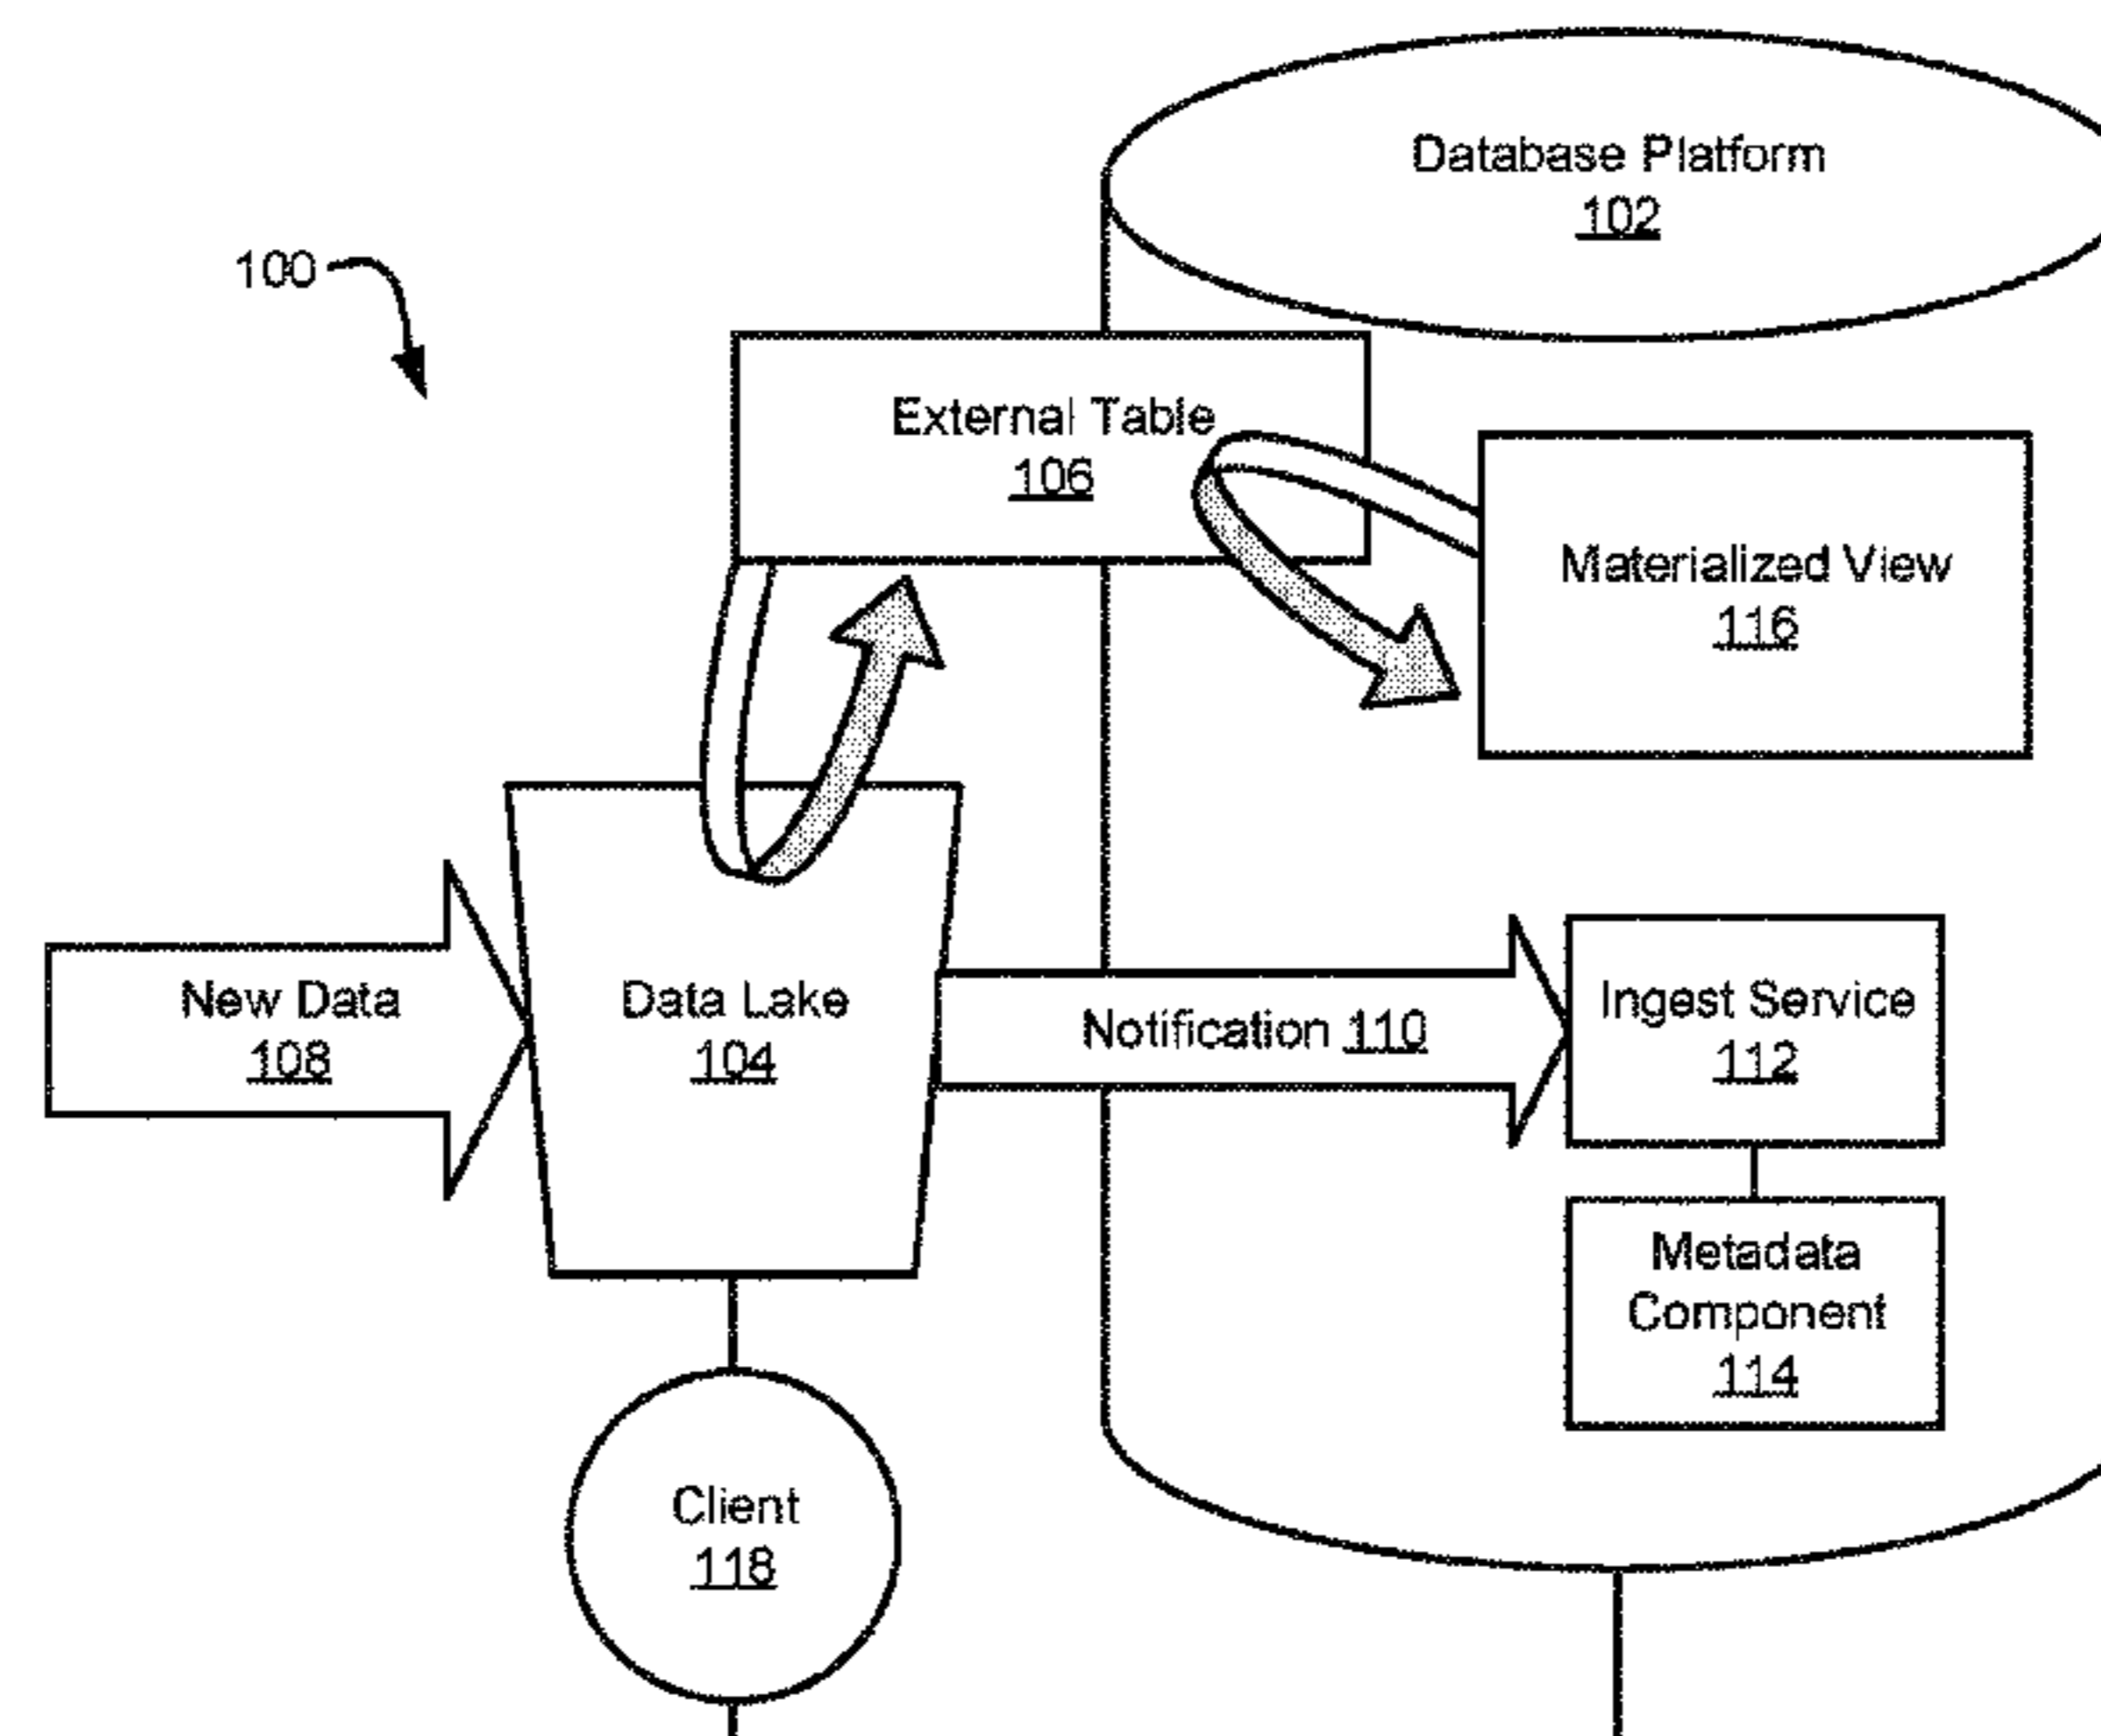 Database Platform
102
100
External Table
106
Materialized View
116
New Data
108
Data Lake
104
Notification 110
Ingest Service
112
Metadata
Component
114
Client
118